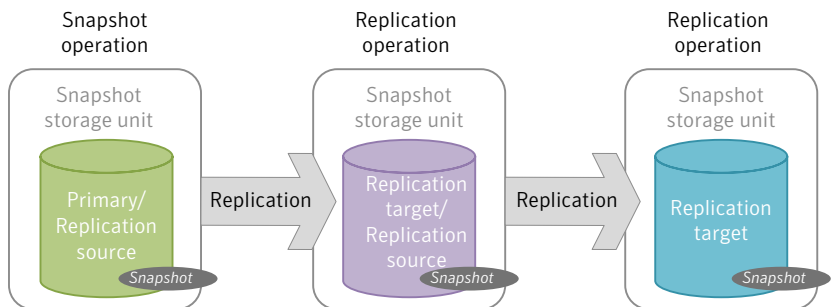 Snapshot
operation
Replication
operation
Replication
operation
Snapshot
storage unit
Snapshot
storage unit
Snapshot
storage unit
Primary/
Replication
source
Replication
Replication
target/
Replication
source
Replication
Replication
target
Snapshot
Snapshot
Snapshot